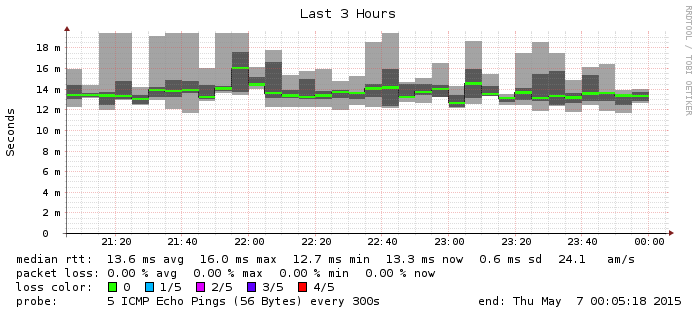 Last 3 Hours
RRDTOOL / TOBI OETIKER
Seconds
18 m
16 m
14 m
12 m
10 m
8 m
6 m
4 m
2 m
0
21:20 21:40 22:00 22:20 22:40 23:00 23:20 23:40 00:00
median rtt: 13.6 ms avg 16.0 ms max 12.7 ms min 13.3 ms now 0.6 ms sd 24.1 am/s
packet loss: 0.00 % avg 0.00 % max 0.00 % min 0.00 % now
loss color: 0 1/5 2/5 3/5 4/5
probe: 5 ICMP Echo Pings (56 Bytes) every 300s end: Thu May 7 00:05:18 2015